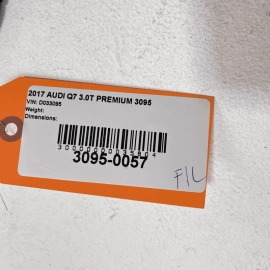 2017 AUDI Q7 3.0T PREMIUM 3095
VIN: D033095
Weight:
Dimensions:
3095-0057
F/L